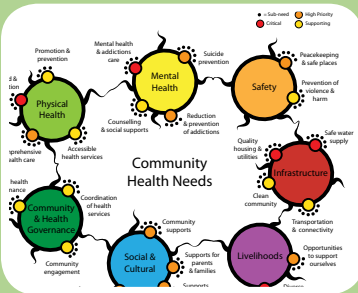 = Sub-need
High Priority
Critical
Supporting
Promotion &
prevention
Mental health
& addictions
care
Suicide
prevention
Peacekeeping
& safe places
Physical
Health
Mental
Health
Safety
Prevention of
violence &
harm
Accessible
health services
Counselling
& social supports
Reduction
& prevention
of addictions
Quality
housing &
utilities
Safe water
supply
Community
Health Needs
Infrastructure
Clean
community
Transportation
& connectivity
Coordination of
health
services
Community
& Health
Governance
Community
engagement
Community
supports
Social &
Cultural
Supports for
parents
& families
Supports
Livelihoods
Opportunities
to support
ourselves